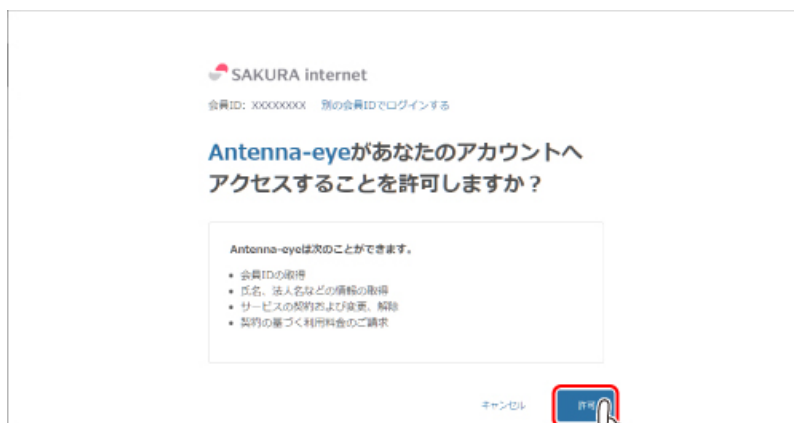 SAKURA internet
会員ID: XXXXXXXX 別の会員IDでログインする
Antenna-eyeがあなたのアカウントへ
アクセスすることを許可しますか？
Antenna-eyeは次のことができます。
• 会員IDの取得
• 氏名、法人名などの情報の取得
• サービスの契約および変更、解除
• 契約の基づく利用料金のご請求
キャンセル 許可